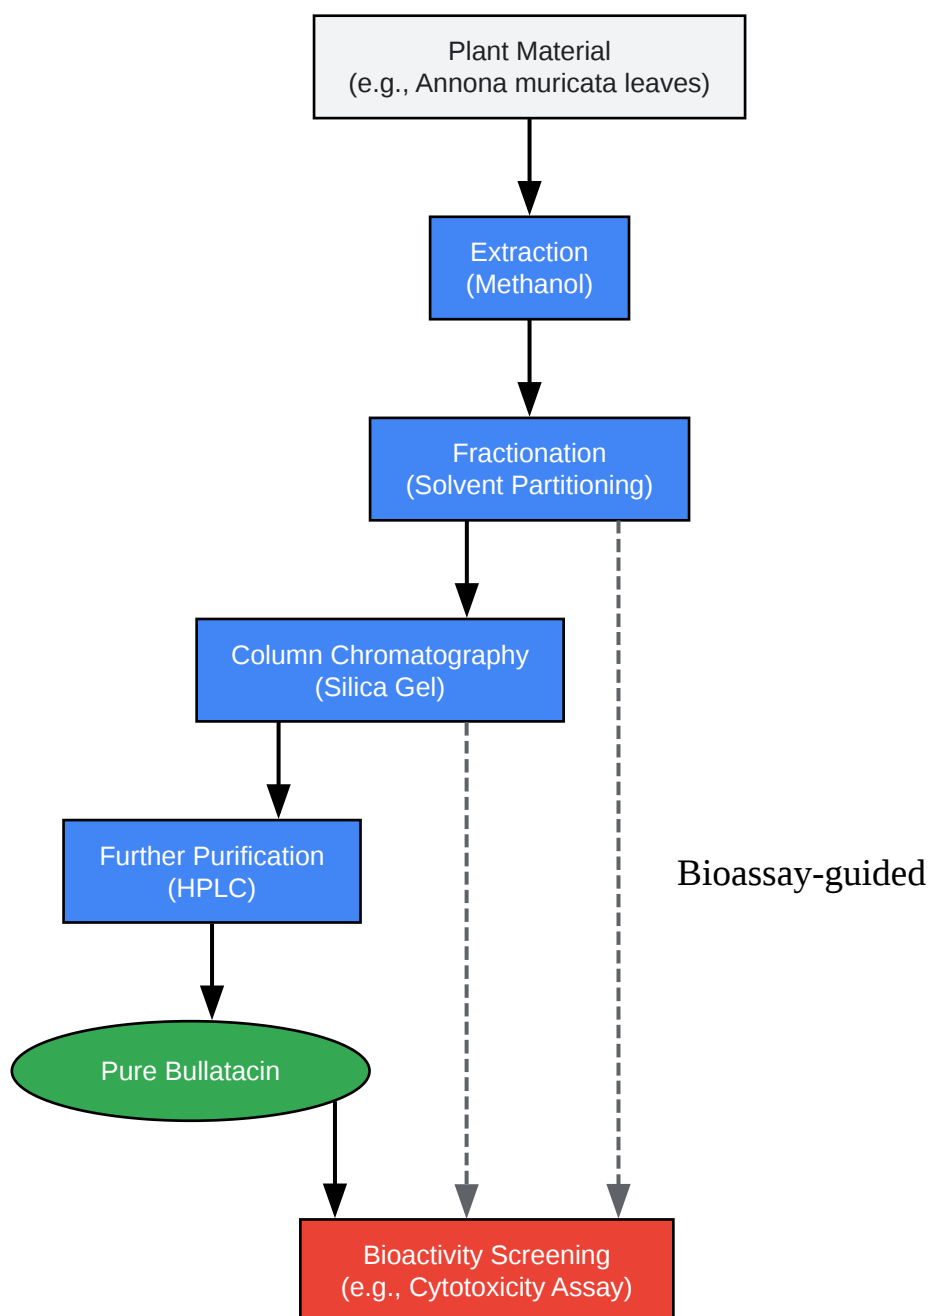 Plant Material
(e.g., Annona muricata leaves)
Extraction
(Methanol)
Fractionation
(Solvent Partitioning)
Column Chromatography
(Silica Gel)
Further Purification
(HPLC)
Bioassay-guided
Pure Bullatacin
Bioactivity Screening
(e.g., Cytotoxicity Assay)